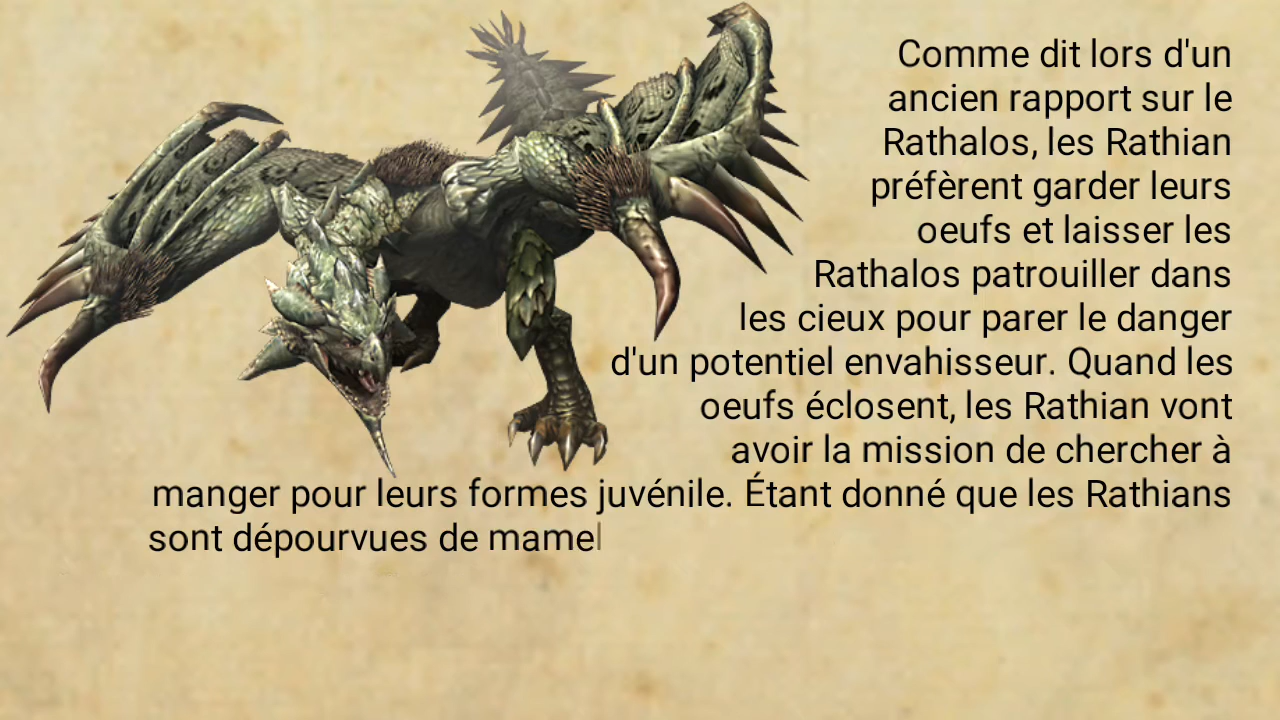 Comme dit lors d'un
ancien rapport sur le
Rathalos, les Rathian
préfèrent garder leurs
oeufs et laisser les
Rathalos patrouiller dans
les cieux pour parer le danger
d'un potentiel envahisseur. Quand les
oeufs éclosent, les Rathian vont
avoir la mission de chercher à
manger pour leurs formes juvénile. Étant donné que les Rathians
sont dépourvues de mamel